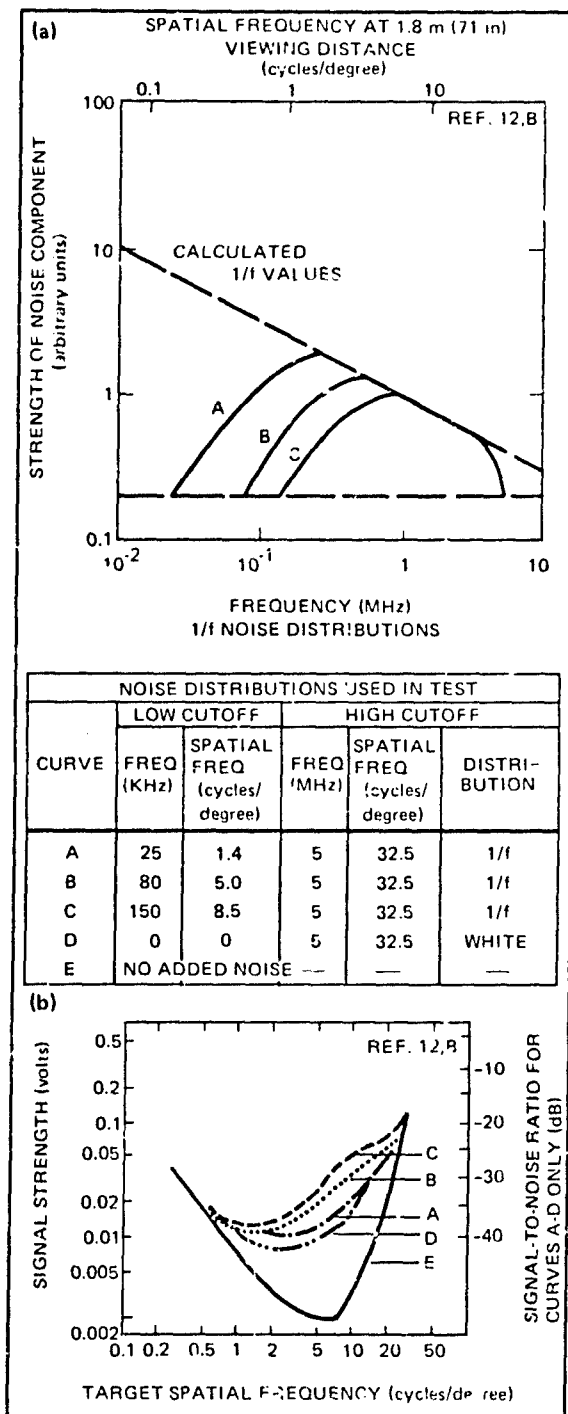 (a) SPATIAL FREQUENCY AT 1.8 m (71 in)
VIEWING DISTANCE
(cycles/degree)
0.1 1 10
100
REF. 12,B
CALCULATED
1/f VALUES
10
A
B
1
C
0.1
10-2 10-1 1 10
STRENGTH OF NOISE COMPONENT
(arbitrary units)
FREQUENCY (MHz)
1/f NOISE DISTRIBUTIONS
NOISE DISTRIBUTIONS USED IN TEST
LOW CUTOFF HIGH CUTOFF
CURVE FREQ (KHz) SPATIAL FREQ (cycles/degree) FREQ (MHz) SPATIAL FREQ (cycles/degree) DISTRI-BUTION
A 25 1.4 5 32.5 1/f
B 80 5.0 5 32.5 1/f
C 150 8.5 5 32.5 1/f
D 0 0 5 32.5 WHITE
E NO ADDED NOISE — — —
(b)
REF. 12,B
SIGNAL STRENGTH (volts)
0.5
0.2
0.1
0.05
0.02
0.01
0.005
0.002
-10
-20
-30
-40
SIGNAL-TO-NOISE RATIO FOR
CURVES A-D ONLY (dB)
C
B
A
D
E
0.1 0.2 0.5 1 2 5 10 20 50
TARGET SPATIAL FREQUENCY (cycles/degree)